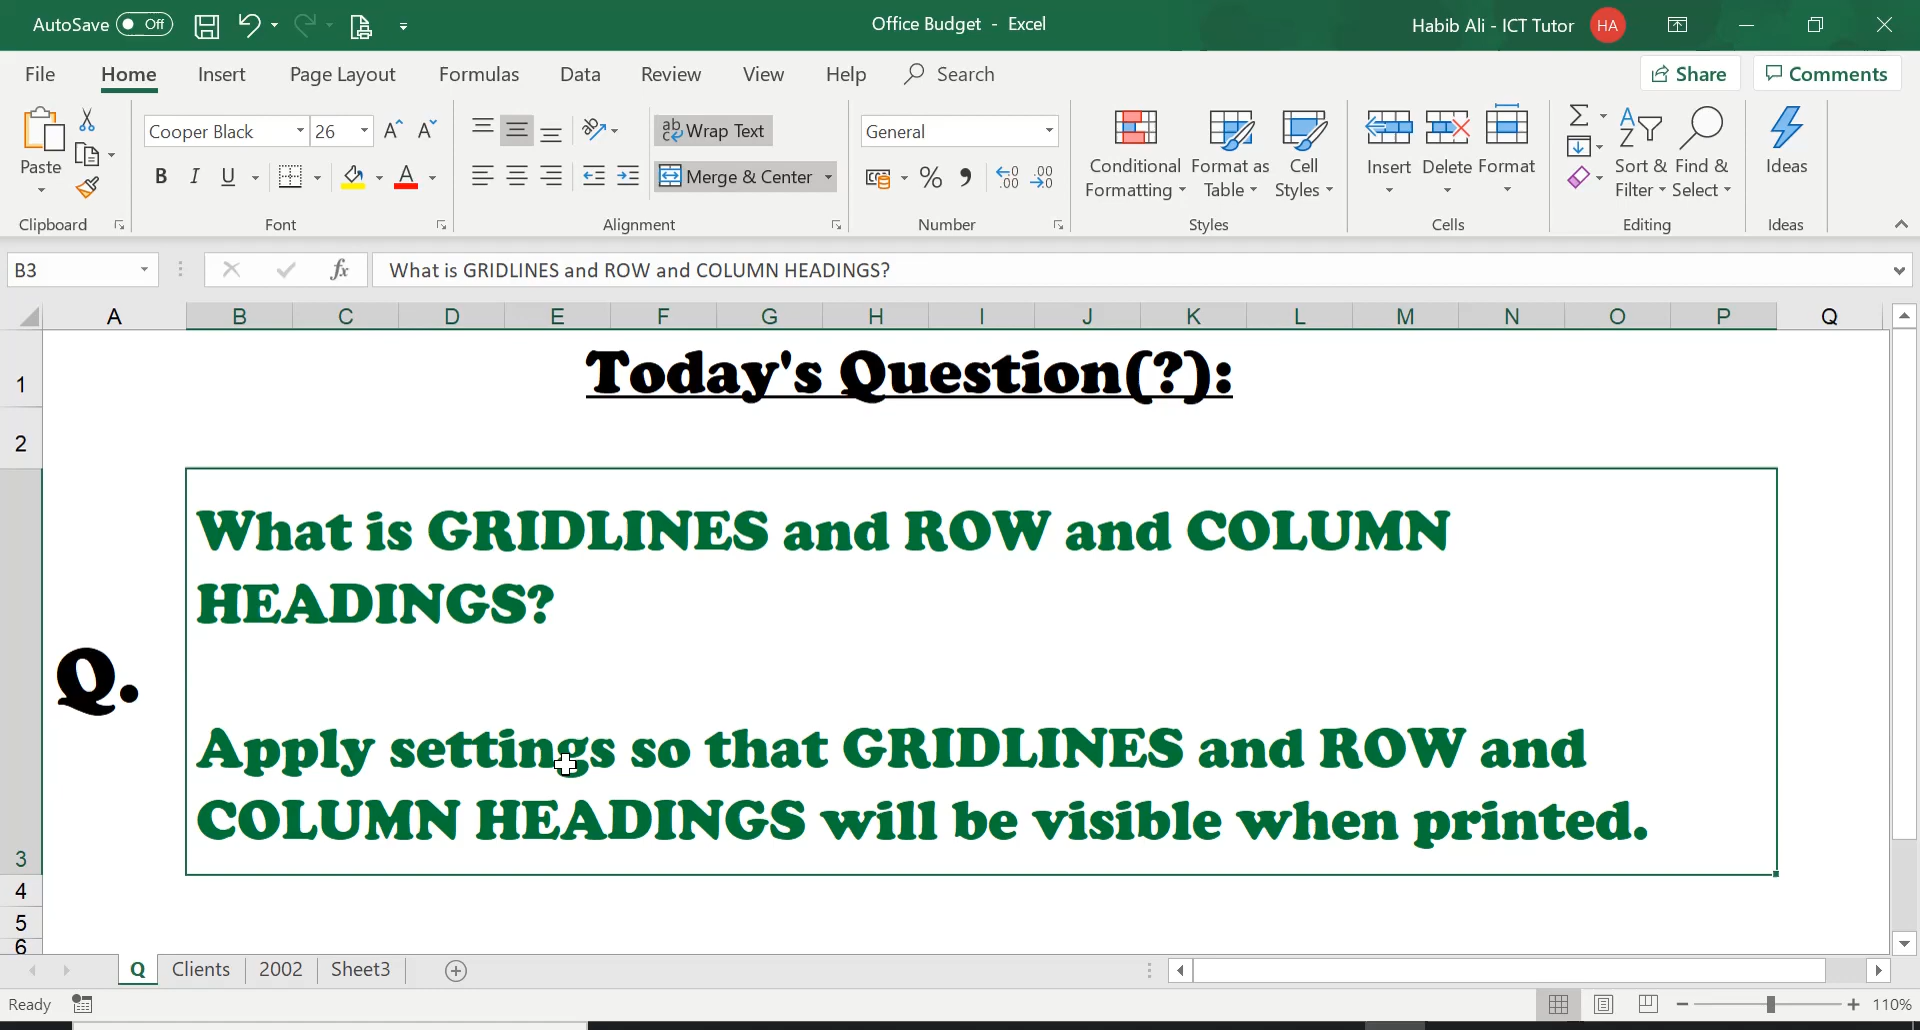 AutoSave Off
Office Budget - Excel
Habib Ali - ICT Tutor HA
File Home Insert Page Layout Formulas Data Review View Help Search
Share Comments
Paste
Clipboard
Cooper Black 26 A A
B I U A
Font
ab Wrap Text
Merge & Center
Alignment
General
% , .00 .00
Number
Conditional Formatting
Format as Table
Cell Styles
Styles
Insert Delete Format
Cells
Sort & Filter
Find & Select
Editing
Ideas
Ideas
B3
fx
What is GRIDLINES and ROW and COLUMN HEADINGS?
A B C D E F G H I J K L M N O P Q
1 Today's Question(?):
2
What is GRIDLINES and ROW and COLUMN
HEADINGS?
Q.
Apply settings so that GRIDLINES and ROW and
COLUMN HEADINGS will be visible when printed.
3
4
5
6
Q Clients 2002 Sheet3
Ready
110%